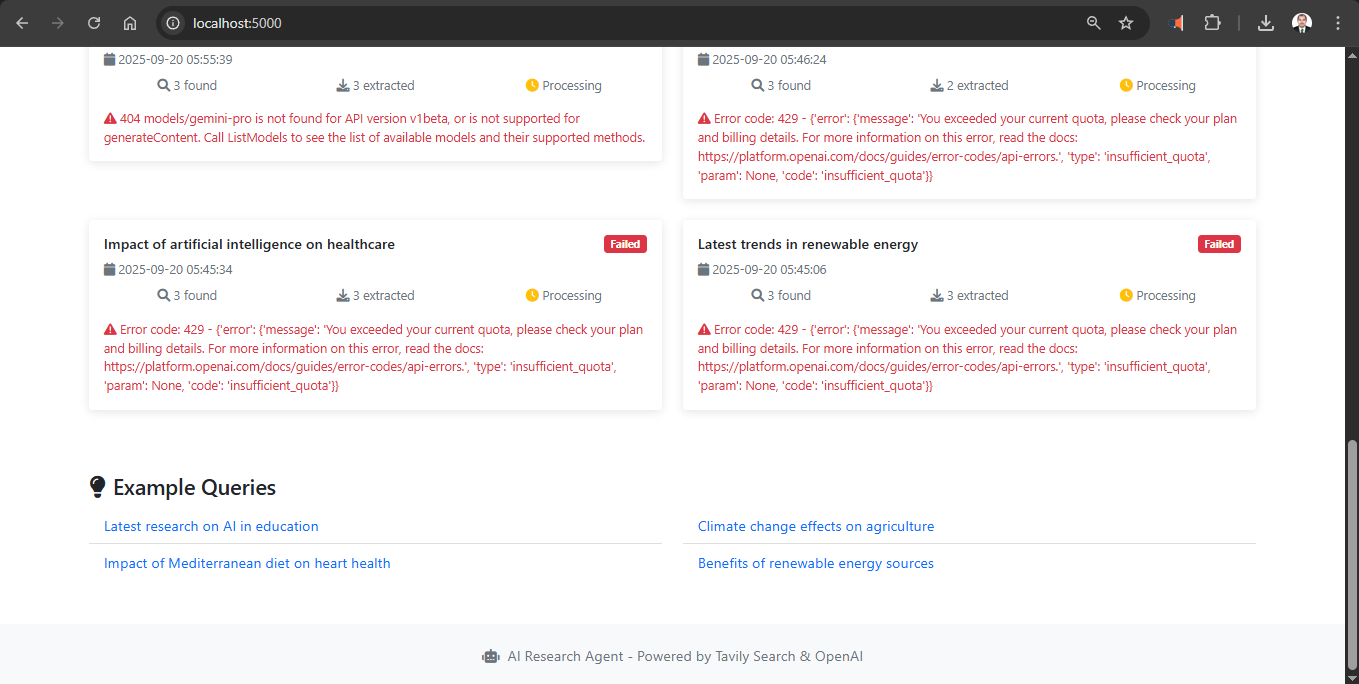 localhost:5000
2025-09-20 05:55:39
3 found 3 extracted Processing
404 models/gemini-pro is not found for API version v1beta, or is not supported for
generateContent. Call ListModels to see the list of available models and their supported methods.
2025-09-20 05:46:24
3 found 2 extracted Processing
Error code: 429 - {'error': {'message': 'You exceeded your current quota, please check your plan
and billing details. For more information on this error, read the docs:
https://platform.openai.com/docs/guides/error-codes/api-errors.', 'type': 'insufficient_quota',
'param': None, 'code': 'insufficient_quota'}}
Impact of artificial intelligence on healthcare Failed
2025-09-20 05:45:34
3 found 3 extracted Processing
Error code: 429 - {'error': {'message': 'You exceeded your current quota, please check your plan
and billing details. For more information on this error, read the docs:
https://platform.openai.com/docs/guides/error-codes/api-errors.', 'type': 'insufficient_quota',
'param': None, 'code': 'insufficient_quota'}}
Latest trends in renewable energy Failed
2025-09-20 05:45:06
3 found 3 extracted Processing
Error code: 429 - {'error': {'message': 'You exceeded your current quota, please check your plan
and billing details. For more information on this error, read the docs:
https://platform.openai.com/docs/guides/error-codes/api-errors.', 'type': 'insufficient_quota',
'param': None, 'code': 'insufficient_quota'}}
Example Queries
Latest research on AI in education
Climate change effects on agriculture
Impact of Mediterranean diet on heart health
Benefits of renewable energy sources
AI Research Agent - Powered by Tavily Search & OpenAI